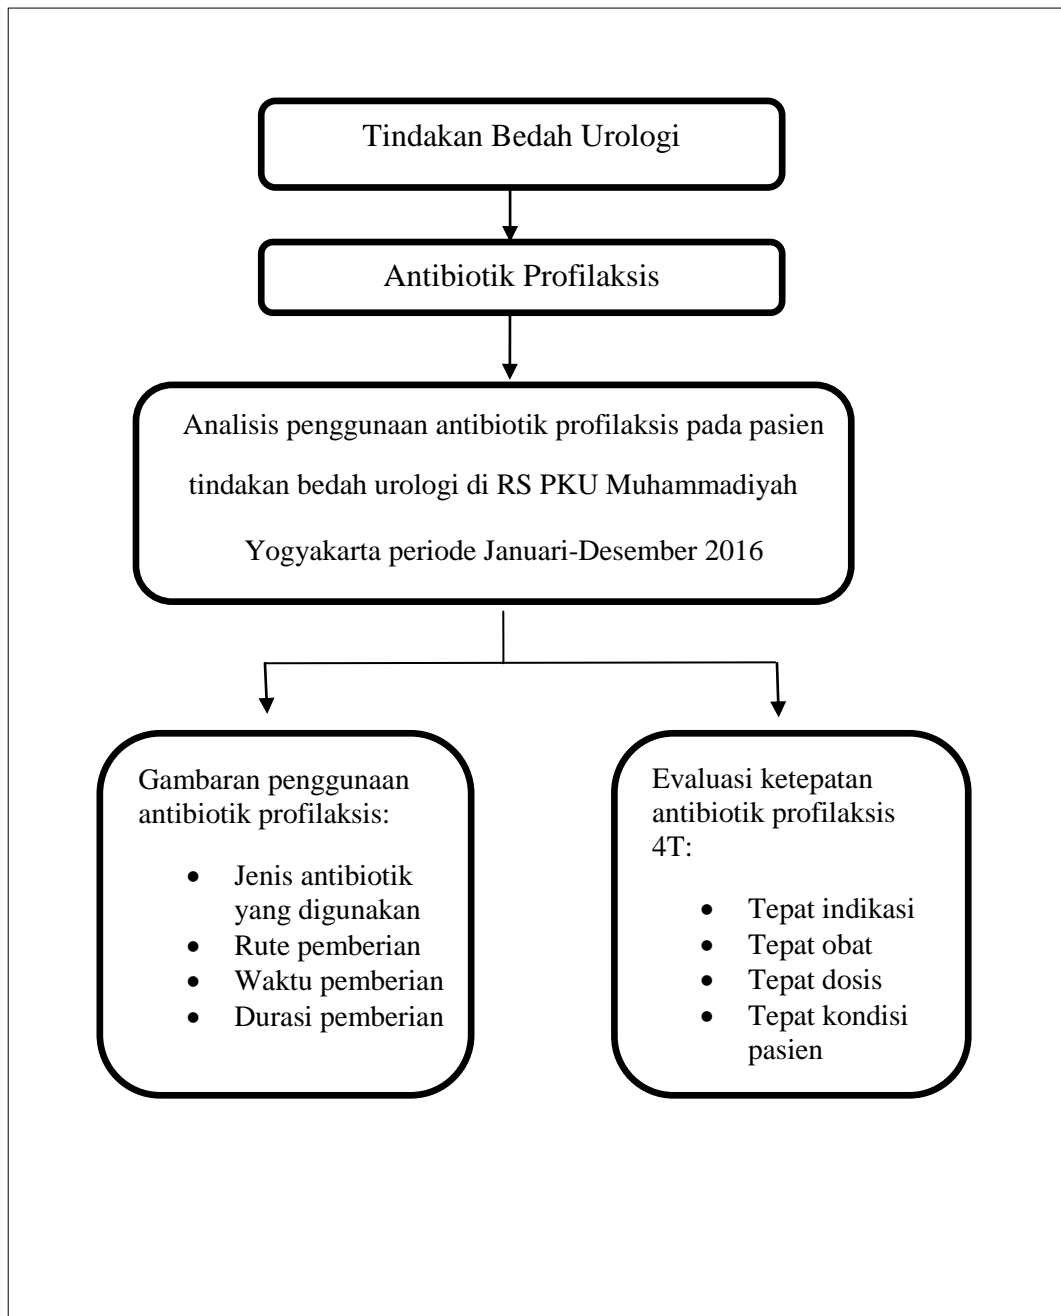 Tindakan Bedah Urologi
Antibiotik Profilaksis
Analisis penggunaan antibiotik profilaksis pada pasien
tindakan bedah urologi di RS PKU Muhammadiyah
Yogyakarta periode Januari-Desember 2016
Gambaran penggunaan
antibiotik profilaksis:
• Jenis antibiotik
yang digunakan
• Rute pemberian
• Waktu pemberian
• Durasi pemberian
Evaluasi ketepatan
antibiotik profilaksis
4T:
• Tepat indikasi
• Tepat obat
• Tepat dosis
• Tepat kondisi
pasien